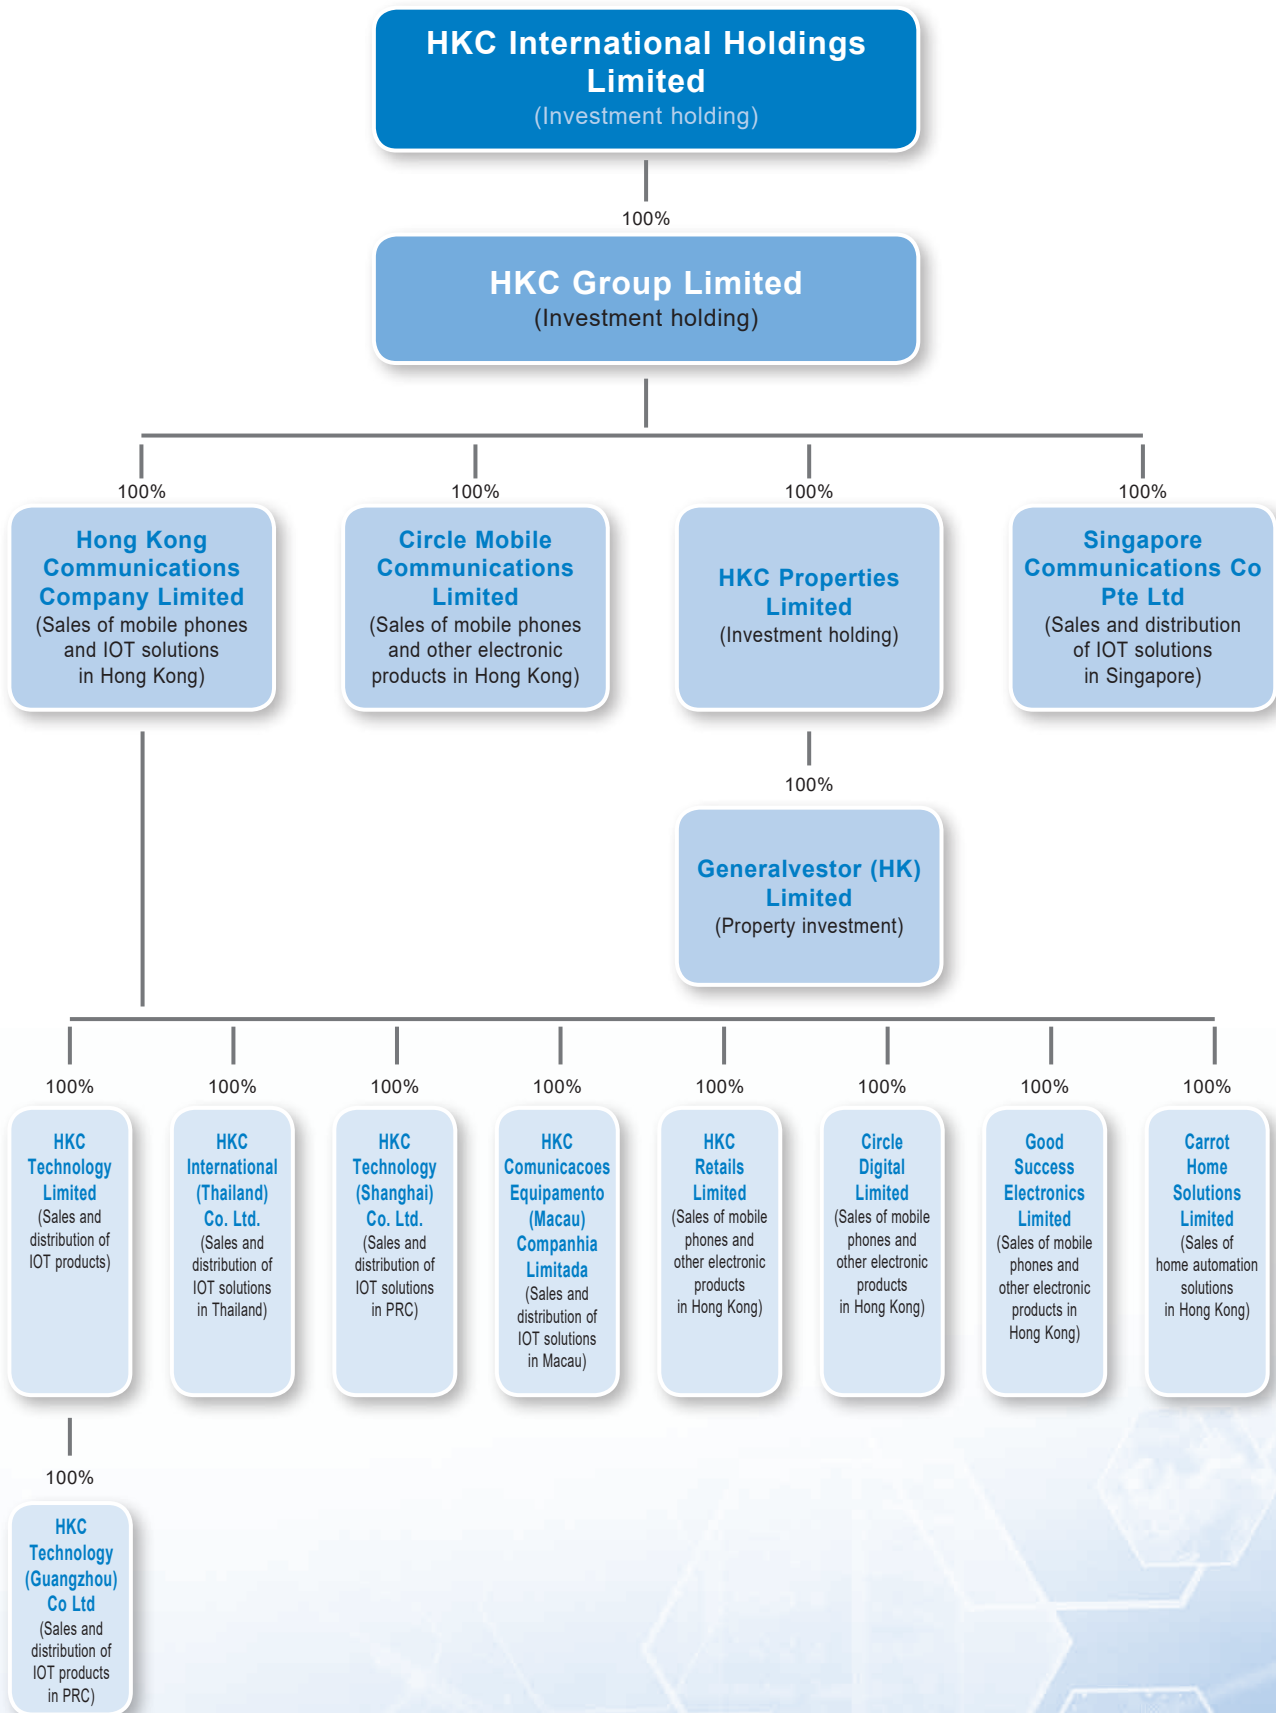 HKC International Holdings
Limited
(Investment holding)
100%
HKC Group Limited
(Investment holding)
100%
100%
100%
100%
Hong Kong
Communications
Company Limited
(Sales of mobile phones
and IOT solutions
in Hong Kong)
Circle Mobile
Communications
Limited
(Sales of mobile phones
and other electronic
products in Hong Kong)
HKC Properties
Limited
(Investment holding)
Singapore
Communications Co
Pte Ltd
(Sales and distribution
of IOT solutions
in Singapore)
100%
Generalvestor (HK)
Limited
(Property investment)
100%
100%
100%
100%
100%
100%
100%
100%
HKC
Technology
Limited
(Sales and
distribution of
IOT products)
HKC
International
(Thailand)
Co. Ltd.
(Sales and
distribution of
IOT solutions
in Thailand)
HKC
Technology
(Shanghai)
Co. Ltd.
(Sales and
distribution of
IOT solutions
in PRC)
HKC
Comunicacoes
Equipamento
(Macau)
Companhia
Limitada
(Sales and
distribution of
IOT solutions
in Macau)
HKC
Retails
Limited
(Sales of mobile
phones and
other electronic
products
in Hong Kong)
Circle
Digital
Limited
(Sales of mobile
phones and
other electronic
products
in Hong Kong)
Good
Success
Electronics
Limited
(Sales of mobile
phones and
other electronic
products in
Hong Kong)
Carrot
Home
Solutions
Limited
(Sales of
home automation
solutions
in Hong Kong)
100%
HKC
Technology
(Guangzhou)
Co Ltd
(Sales and
distribution of
IOT products
in PRC)